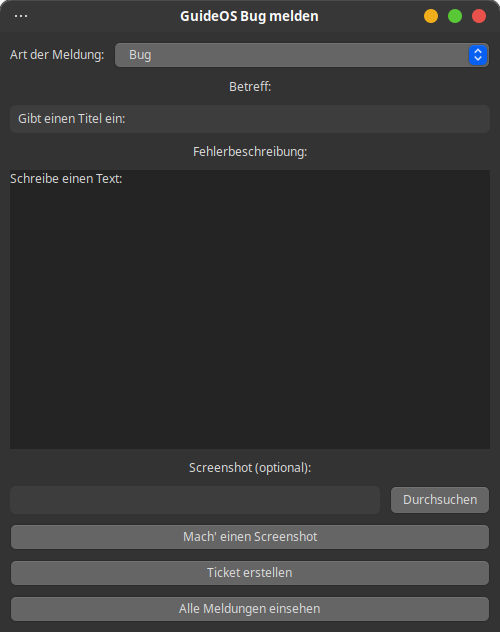 GuideOS Bug melden
Art der Meldung: Bug
Betreff:
Gibt einen Titel ein:
Fehlerbeschreibung:
Schreibe einen Text:
Screenshot (optional):
Durchsuchen
Mach' einen Screenshot
Ticket erstellen
Alle Meldungen einsehen